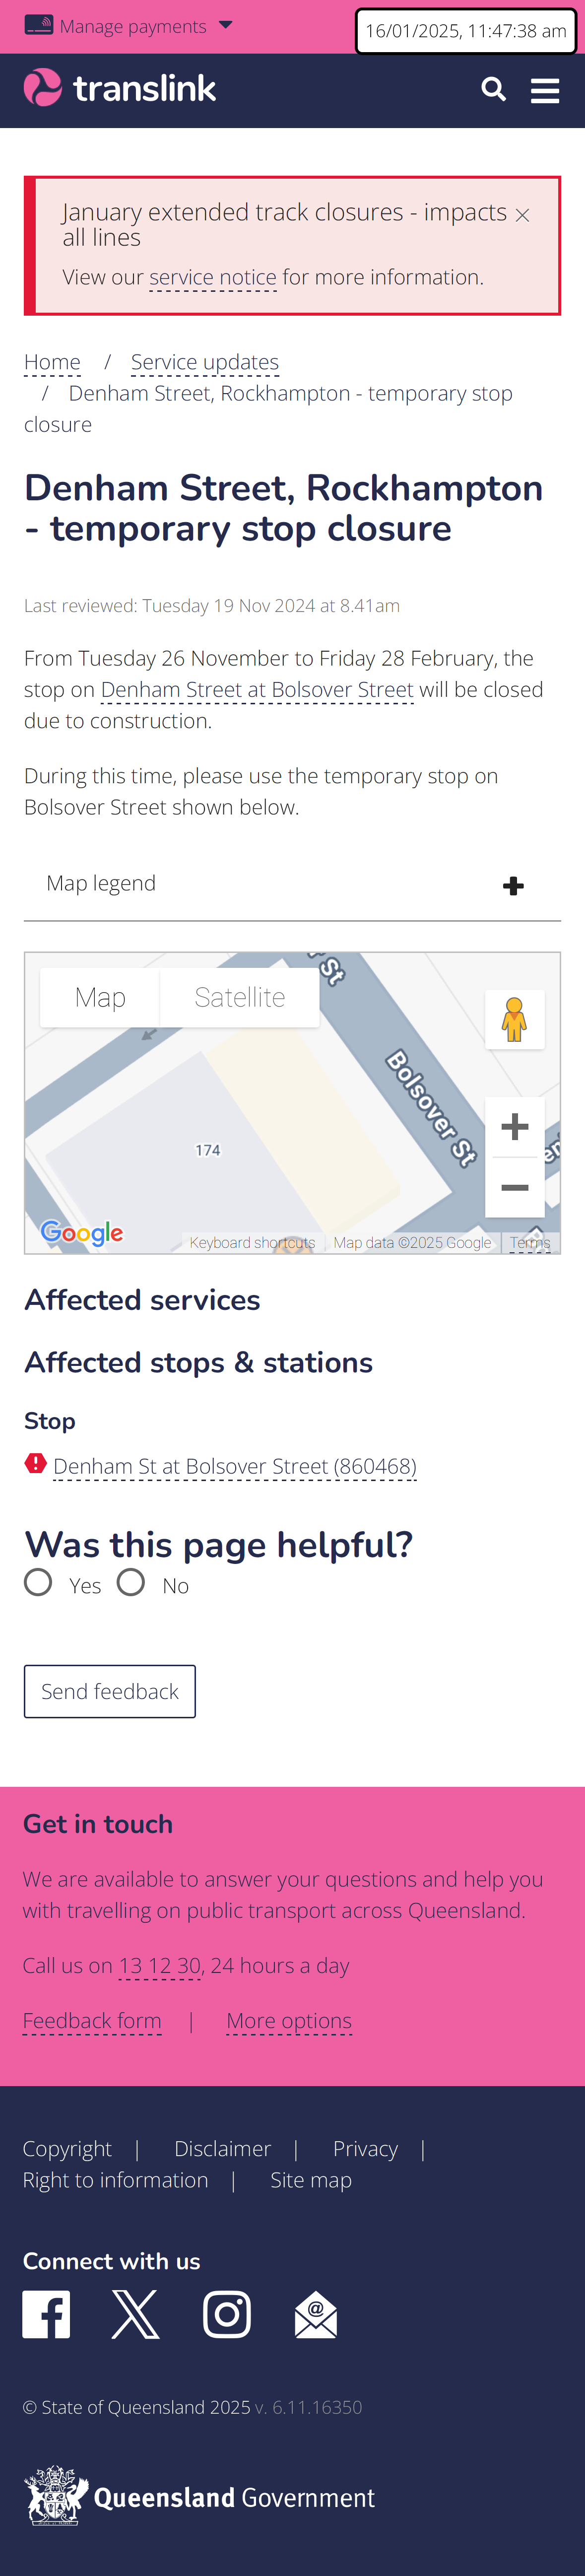 Manage payments
16/01/2025, 11:47:38 am
translink
January extended track closures - impacts
all lines
View our service notice for more information.
Home / Service updates
/ Denham Street, Rockhampton - temporary stop
closure
Denham Street, Rockhampton
- temporary stop closure
Last reviewed: Tuesday 19 Nov 2024 at 8.41am
From Tuesday 26 November to Friday 28 February, the
stop on Denham Street at Bolsover Street will be closed
due to construction.
During this time, please use the temporary stop on
Bolsover Street shown below.
Map legend
Map Satellite
St
Bolsover St
174
Google
Keyboard shortcuts Map data ©2025 Google Terms
Affected services
Affected stops & stations
Stop
Denham St at Bolsover Street (860468)
Was this page helpful?
Yes No
Send feedback
Get in touch
We are available to answer your questions and help you
with travelling on public transport across Queensland.
Call us on 13 12 30, 24 hours a day
Feedback form | More options
Copyright | Disclaimer | Privacy |
Right to information | Site map
Connect with us
© State of Queensland 2025 v. 6.11.16350
Queensland Government